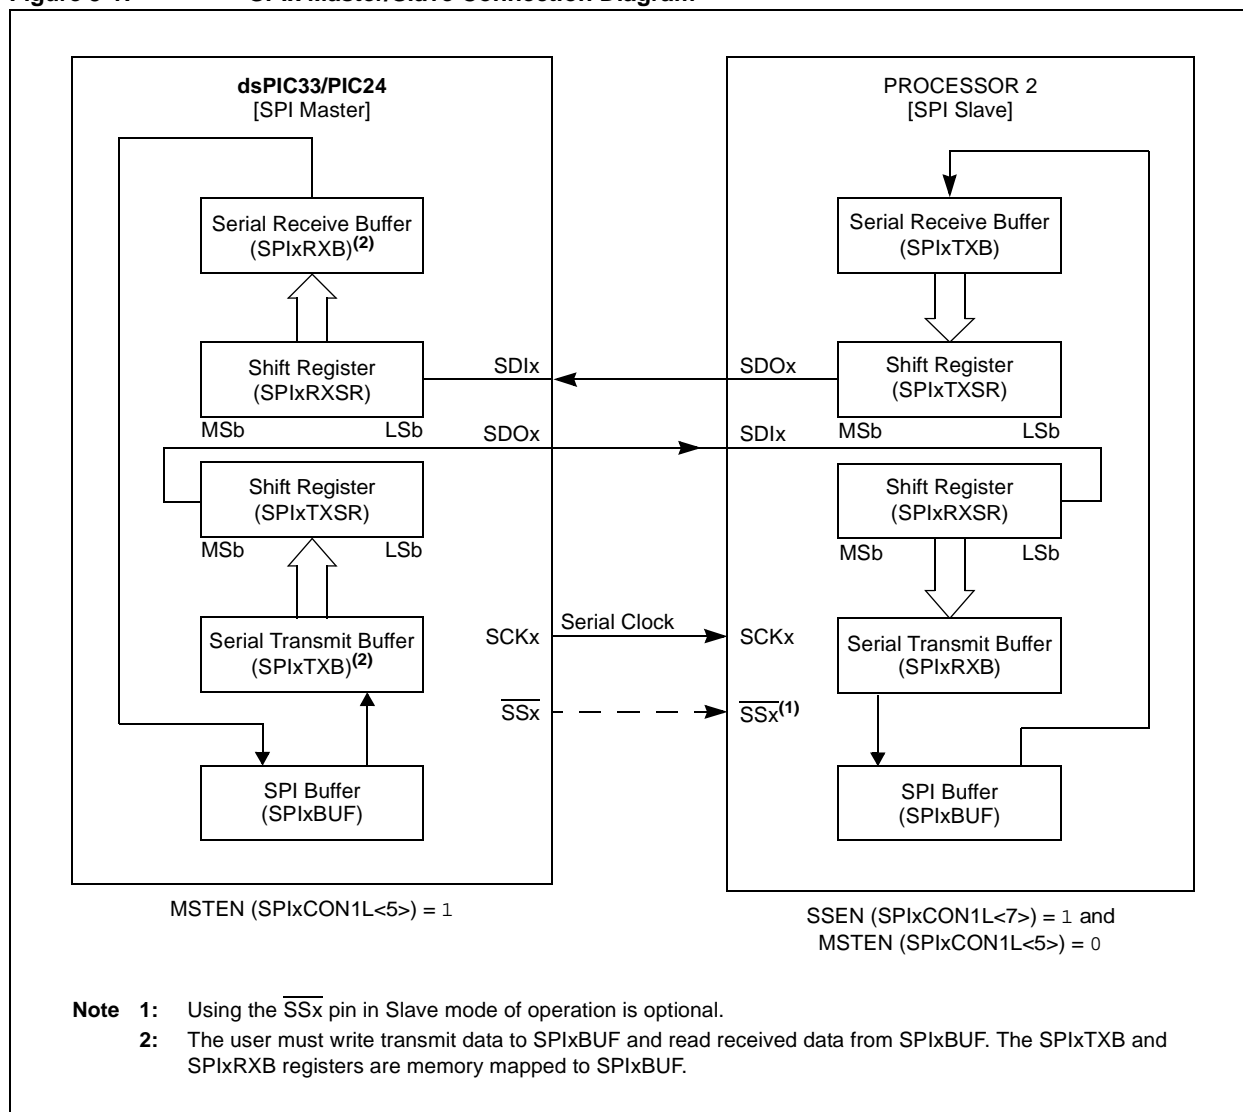 dsPIC33/PIC24
[SPI Master]
Serial Receive Buffer
(SPIxRXB)(2)
Shift Register
(SPIxRXSR)
MSb LSb
Shift Register
(SPIxTXSR)
MSb LSb
Serial Transmit Buffer
(SPIxTXB)(2)
SPI Buffer
(SPIxBUF)
SDIx
SDOx
SCKx
SSx
Serial Clock
PROCESSOR 2
[SPI Slave]
Serial Receive Buffer
(SPIxTXB)
SDOx
Shift Register
(SPIxTXSR)
MSb LSb
SDIx
Shift Register
(SPIxRXSR)
MSb LSb
SCKx
Serial Transmit Buffer
(SPIxRXB)
SSx(1)
SPI Buffer
(SPIxBUF)
MSTEN (SPIxCON1L<5>) = 1
SSEN (SPIxCON1L<7>) = 1 and
MSTEN (SPIxCON1L<5>) = 0
Note 1: Using the SSx pin in Slave mode of operation is optional.
2: The user must write transmit data to SPIxBUF and read received data from SPIxBUF. The SPIxTXB and
SPIxRXB registers are memory mapped to SPIxBUF.